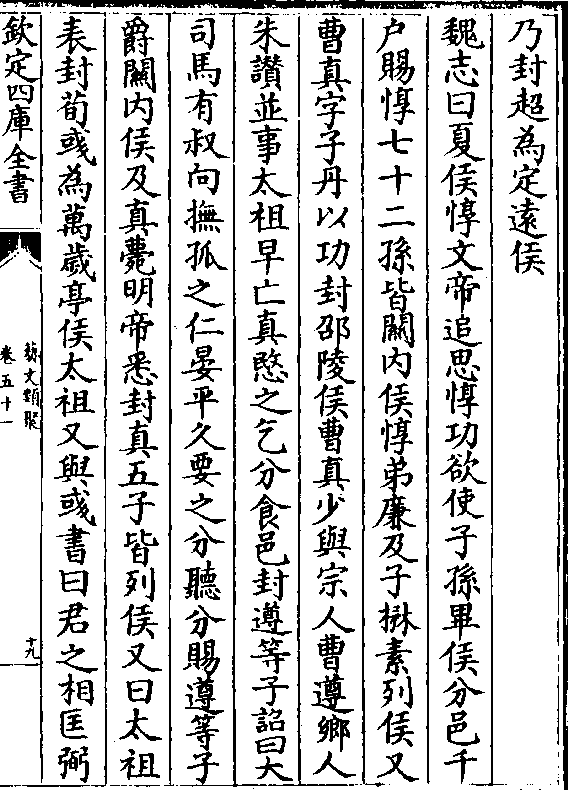 乃封超為定遠侯
魏志曰夏侯惇文帝追思惇功欲使子孫畢侯分邑千
户賜惇七十二孫皆關内侯惇弟廉及子楙素列侯又
曹真字子丹以功封邵陵侯曹真少與宗人曹遵鄉人
朱讃並事太祖早亡真愍之乞分食邑封遵等子詔曰大
司馬有叔向撫孤之仁晏平久要之分聽分賜遵等子
爵關内侯及真薨明帝悉封真五子皆列侯又曰太祖
表封荀彧為萬歲亭侯太祖又與彧書曰君之相匡弼
欽定四庫全書
藝文類聚
卷五十一
十九